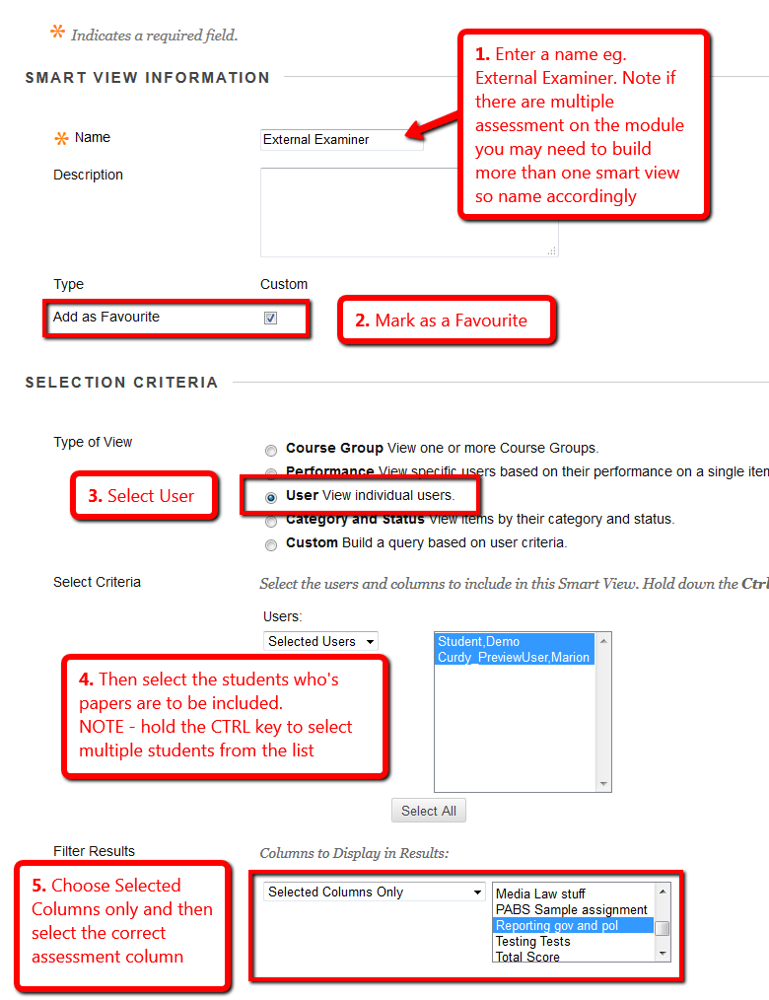 * Indicates a required field.
SMART VIEW INFORMATION
1. Enter a name eg.
External Examiner. Note if
there are multiple
assessment on the module
you may need to build
more than one smart view
so name accordingly
* Name
External Examiner
Description
Type
Custom
Add as Favourite
2. Mark as a Favourite
SELECTION CRITERIA
Type of View
Course Group View one or more Course Groups.
Performance View specific users based on their performance on a single item
3. Select User
User View individual users.
Category and Status View items by their category and status.
Custom Build a query based on user criteria.
Select Criteria
Select the users and columns to include in this Smart View. Hold down the Ctrl
Users:
Selected Users
Student,Demo
Curdy_PreviewUser,Marion
4. Then select the students who's
papers are to be included.
NOTE - hold the CTRL key to select
multiple students from the list
Select All
Filter Results
Columns to Display in Results:
5. Choose Selected
Columns only and then
select the correct
assessment column
Selected Columns Only
Media Law stuff
PABS Sample assignment
Reporting gov and pol
Testing Tests
Total Score